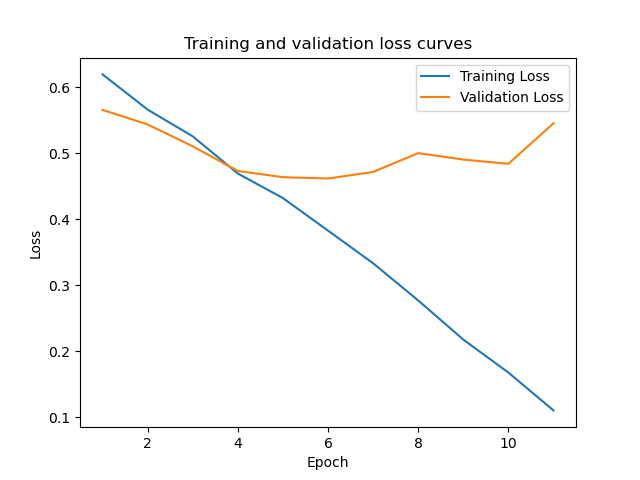 Training and validation loss curves
Training Loss
Validation Loss
0.6
0.5
0.4
0.3
0.2
0.1
Loss
2 4 6 8 10
Epoch